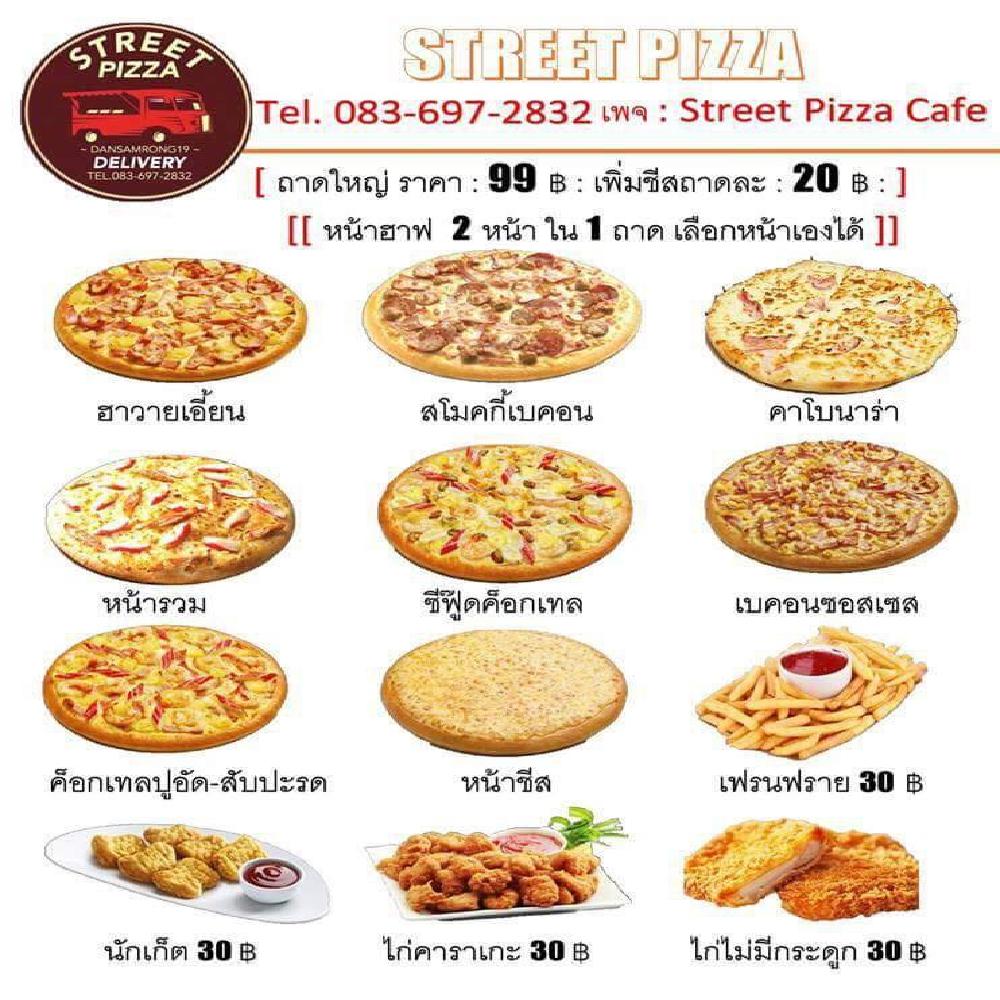 STREET
PIZZA
~ DANSAMRONG19 ~
DELIVERY
TEL.083-697-2832
STREET PIZZA
Tel. 083-697-2832 เพจ : Street Pizza Cafe
[ ถาดใหญ่ ราคา : 99 ฿ : เพิ่มชีสถาดละ : 20 ฿ : ]
[[ หน้าฮาฟ 2 หน้า ใน 1 ถาด เลือกหน้าเองได้ ]]
ฮาวายเอี้ยน
สโมคกี้เบคอน
คาโบนาร่า
หน้ารวม
ซีฟู๊ดค็อกเทล
เบคอนซอสเซส
ค็อกเทลปูอัด-สับปะรด
หน้าชีส
เฟรนฟราย 30 ฿
นักเก็ต 30 ฿
ไก่คาราเกะ 30 ฿
ไก่ไม่มีกระดูก 30 ฿